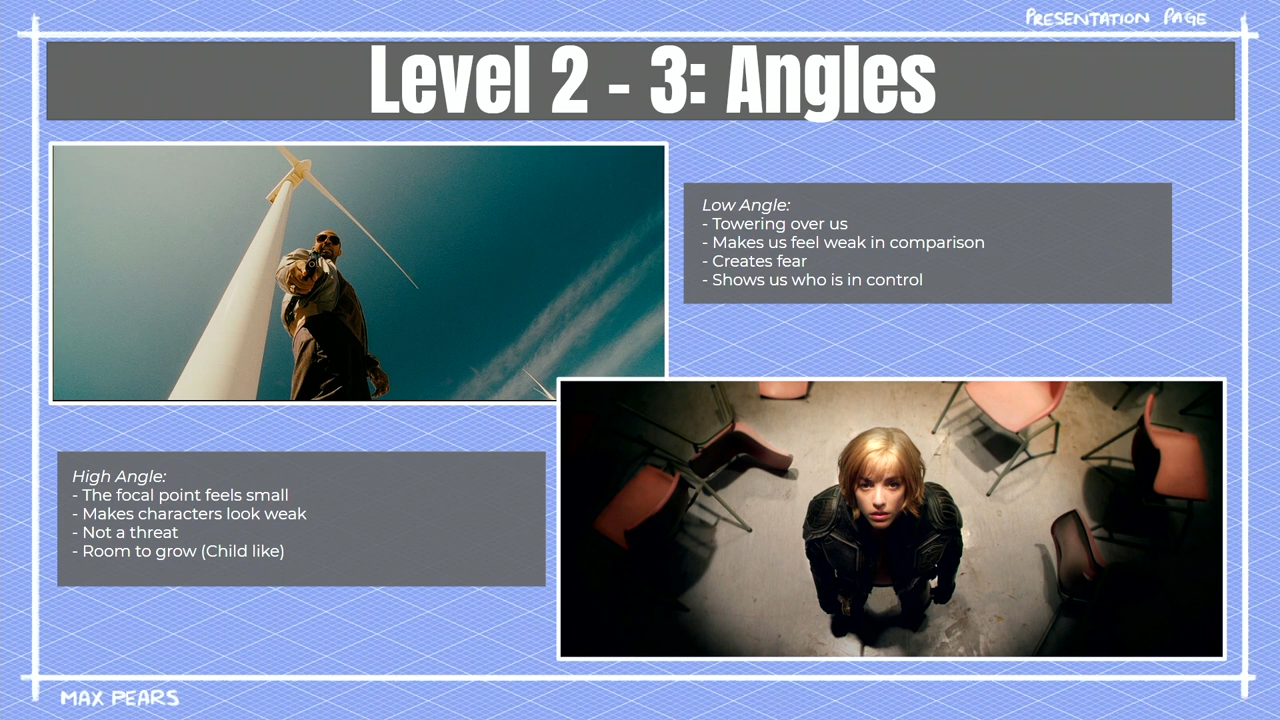 PRESENTATION PAGE
Level 2 - 3: Angles
Low Angle:
- Towering over us
- Makes us feel weak in comparison
- Creates fear
- Shows us who is in control
High Angle:
- The focal point feels small
- Makes characters look weak
- Not a threat
- Room to grow (Child like)
MAX PEARS